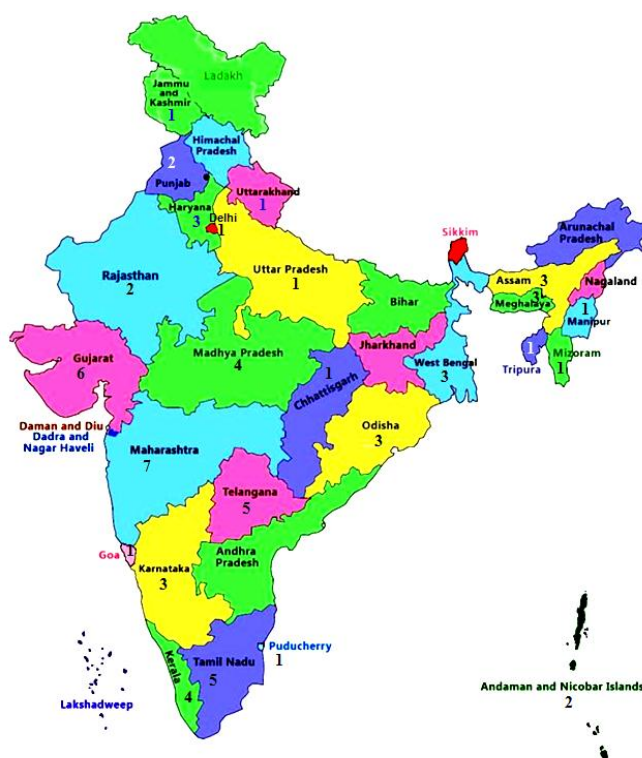 Ladakh
Jammu
and
Kashmir
1
Himachal
Pradesh
2
Punjab
Uttarakhand
1
Haryana
3
Delhi
1
Sikkim
Arunachal
Pradesh
Rajasthan
2
Uttar Pradesh
1
Bihar
Assam 3
Nagaland
Meghalaya
3
1
Manipur
Gujarat
6
Madhya Pradesh
4
Jharkhand
West Bengal
3
1
Tripura
Mizoram
1
1
Chhattisgarh
Odisha
3
Daman and Diu
Dadra and
Nagar Haveli
Maharashtra
7
Telangana
5
Goa
1
Karnataka
3
Andhra
Pradesh
Kerala
4
Tamil Nadu
5
Puducherry
1
Lakshadweep
Andaman and Nicobar Islands
2